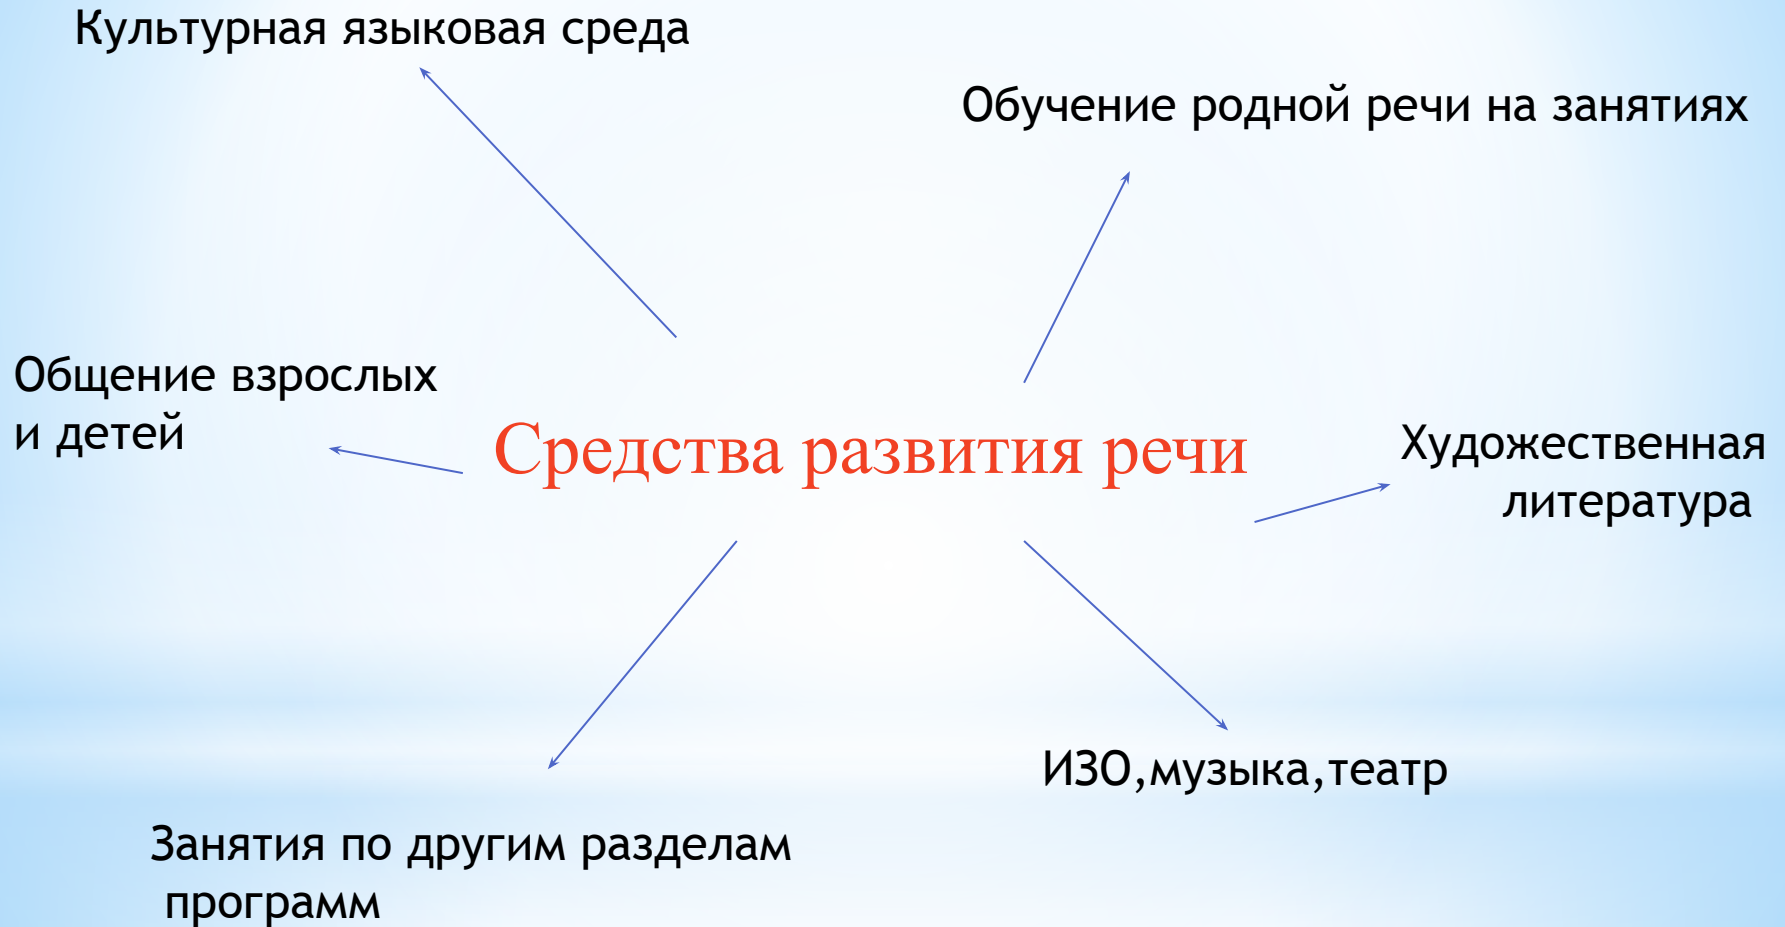 Культурная языковая среда
Обучение родной речи на занятиях
Общение взрослых
и детей
Средства развития речи
Художественная
литература
ИЗО,музыка,театр
Занятия по другим разделам
программ